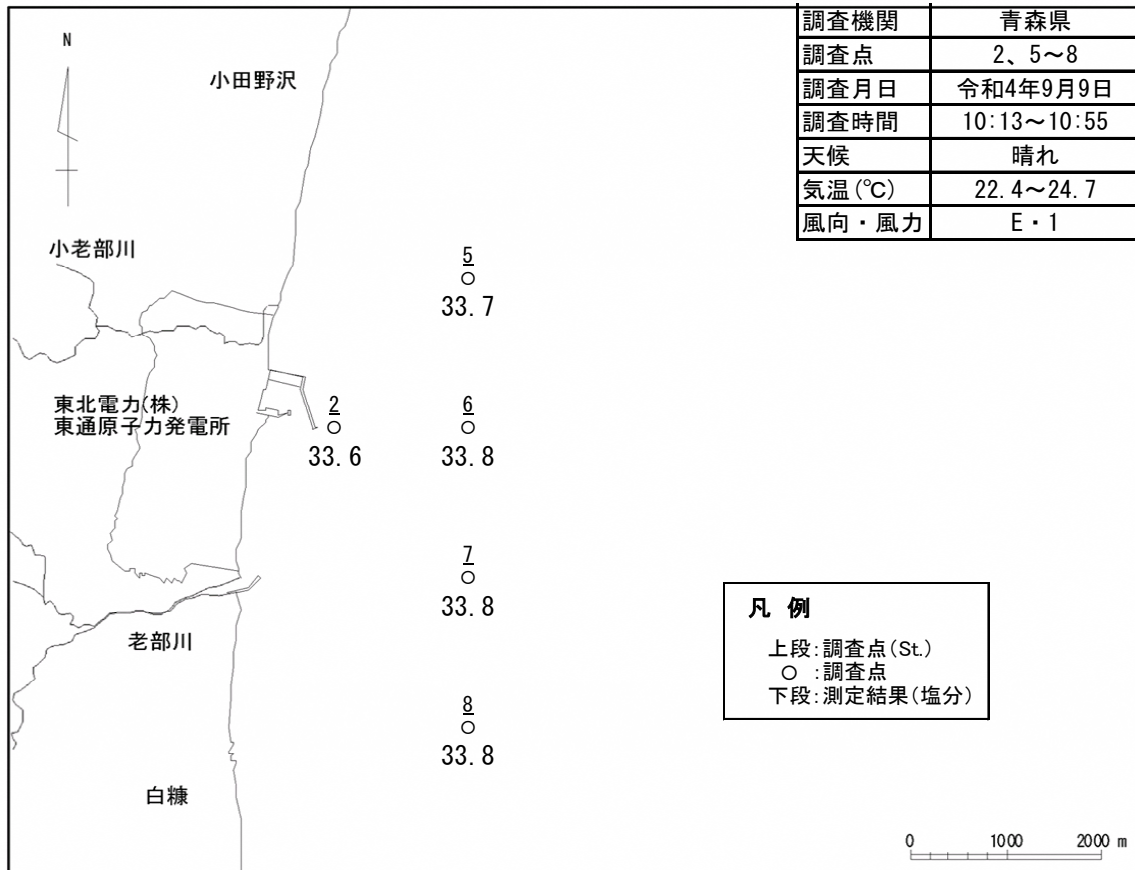 調査機関 青森県
調査点 2、5～8
調査月日 令和4年9月9日
調査時間 10:13～10:55
天候 晴れ
気温(℃) 22.4～24.7
風向・風力 E・1
N
小田野沢
小老部川
5
33.7
東北電力(株)
東通原子力発電所
2
33.6
6
33.8
7
33.8
老部川
凡 例
上段:調査点(St.)
○ :調査点
下段:測定結果(塩分)
8
33.8
白糠
0 1000 2000 m